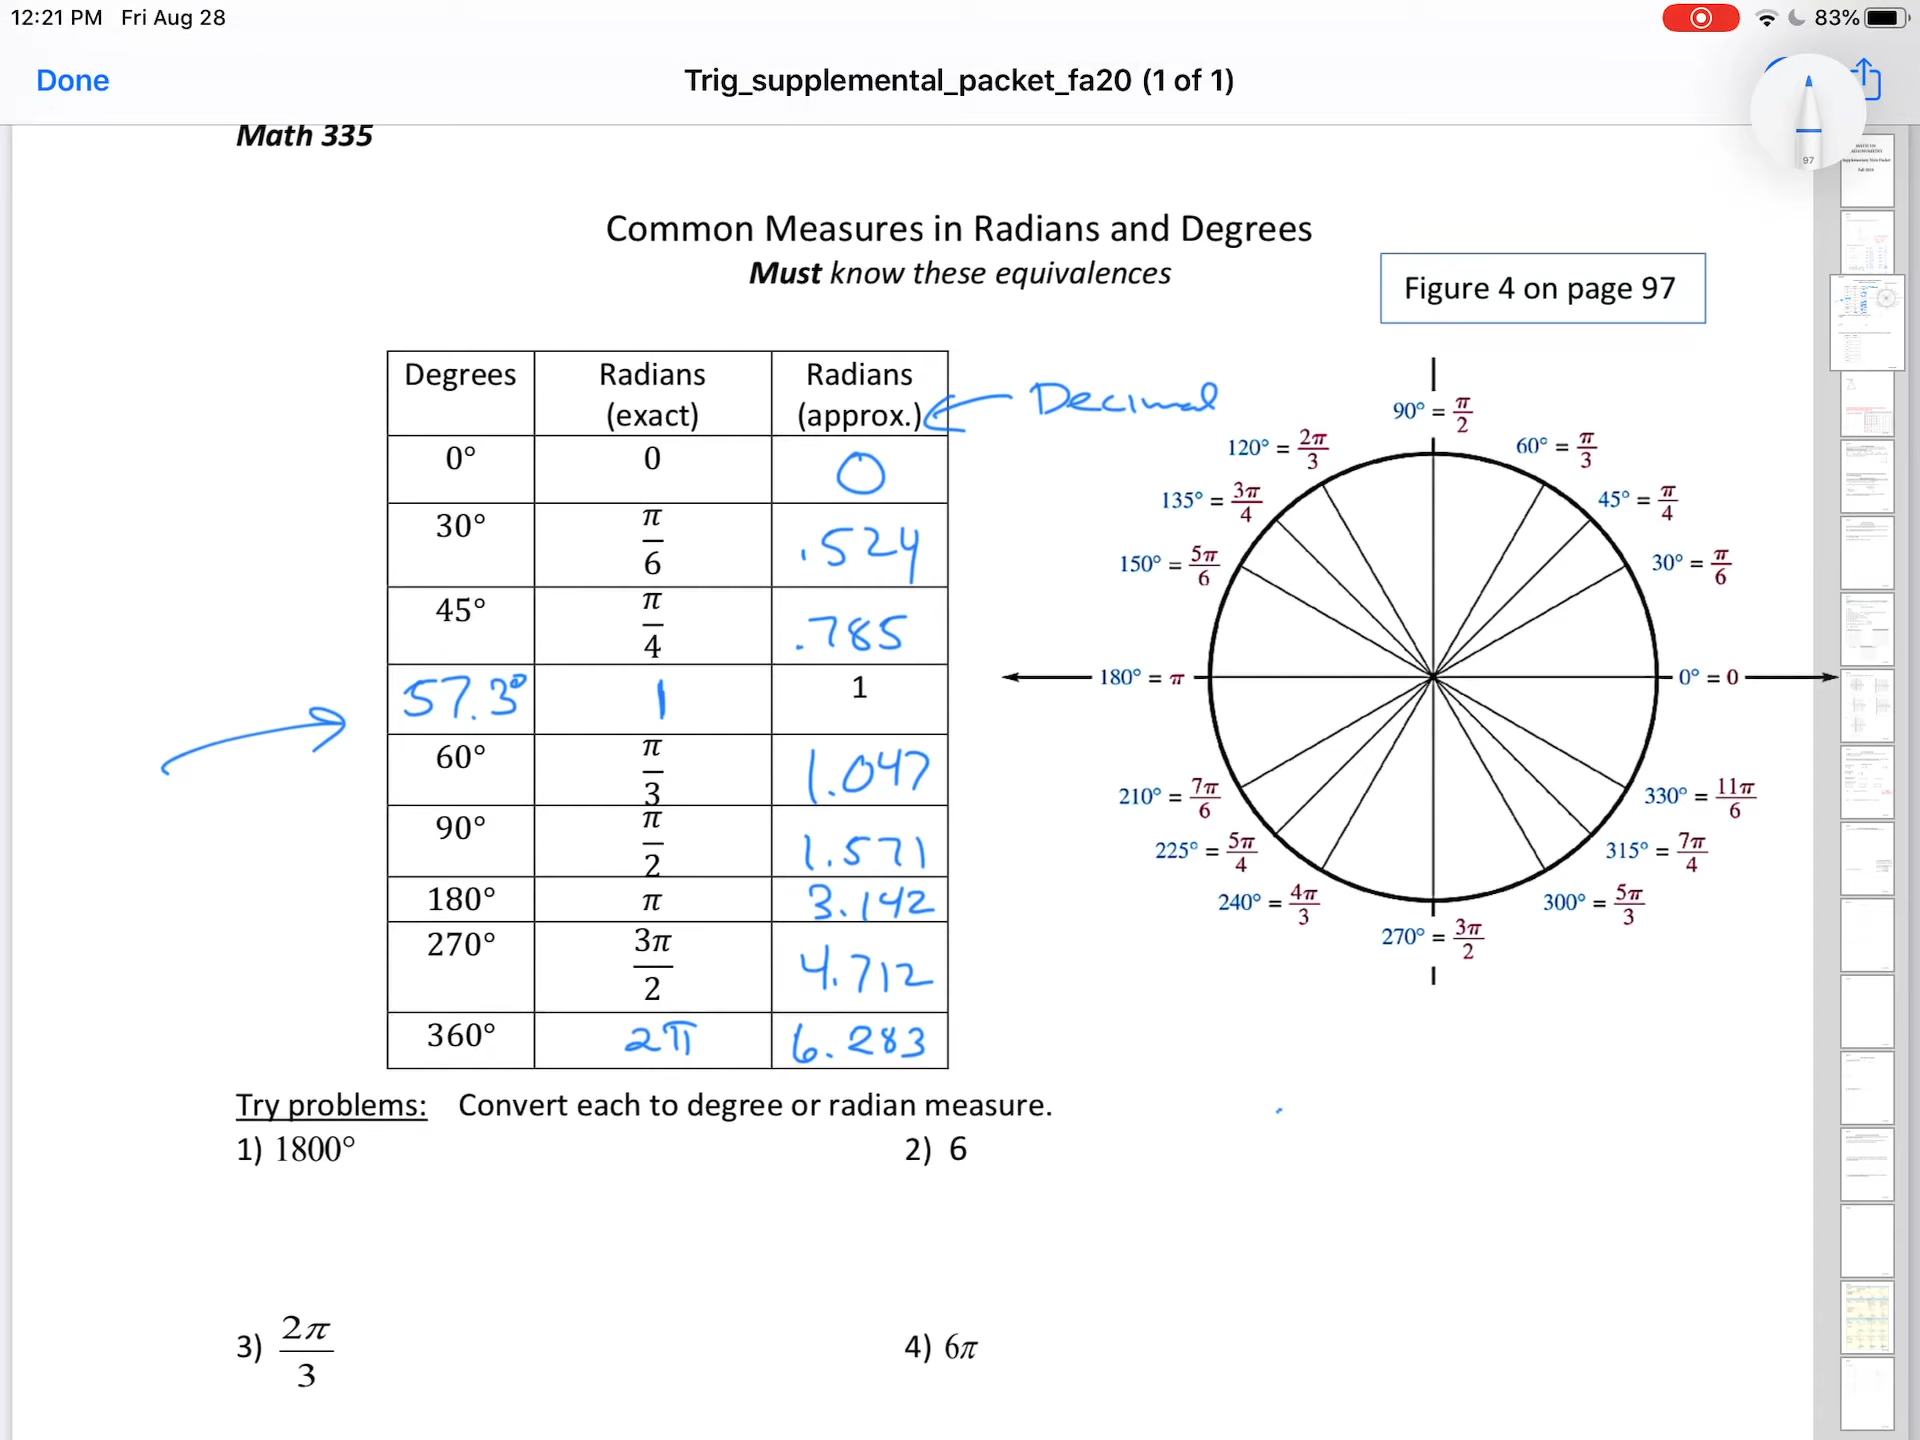 12:21 PM Fri Aug 28
83%
Done
Trig_supplemental_packet_fa20 (1 of 1)
97
Math 335
Common Measures in Radians and Degrees
Must know these equivalences
Figure 4 on page 97
Degrees Radians (exact) Radians (approx.) Decimal
0° 0 0
30° π/6 .524
45° π/4 .785
57.3° 1 1
60° π/3 1.047
90° π/2 1.571
180° π 3.142
270° 3π/2 4.712
360° 2π 6.283
90° = π/2
120° = 2π/3
60° = π/3
135° = 3π/4
45° = π/4
150° = 5π/6
30° = π/6
180° = π
0° = 0
210° = 7π/6
330° = 11π/6
225° = 5π/4
315° = 7π/4
240° = 4π/3
300° = 5π/3
270° = 3π/2
Try problems: Convert each to degree or radian measure.
1) 1800°
2) 6
3) 2π/3
4) 6π